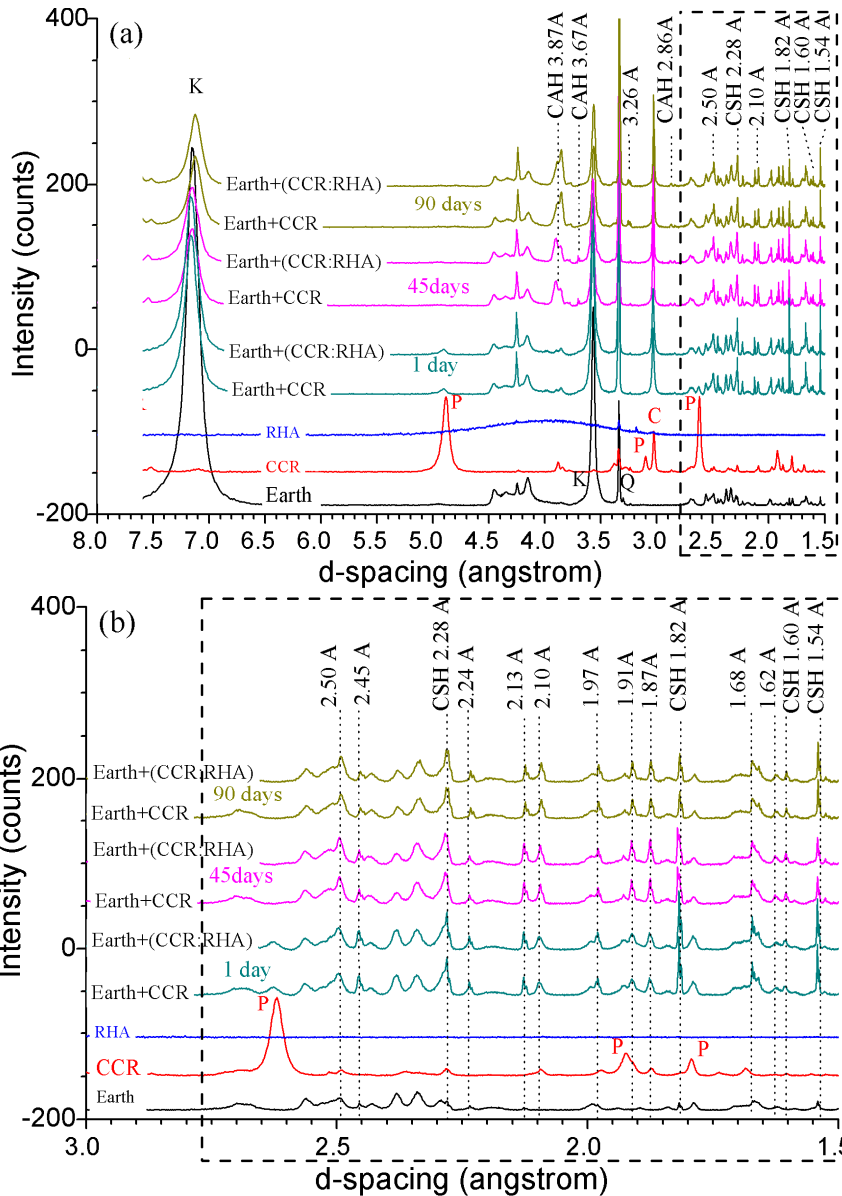 (a)
400
200
0
-200
Intensity (counts)
K
CAH 3.87A
CAH 3.67A
3.26 A
CAH 2.86A
2.50 A
CSH 2.28 A
2.10 A
CSH 1.82 A
CSH 1.60 A
CSH 1.54 A
Earth+(CCR:RHA)
90 days
Earth+CCR
Earth+(CCR:RHA)
45days
Earth+CCR
Earth+(CCR:RHA)
1 day
Earth+CCR
P
P
RHA
C
P
CCR
K
Q
Earth
8.0 7.5 7.0 6.5 6.0 5.5 5.0 4.5 4.0 3.5 3.0 2.5 2.0 1.5
d-spacing (angstrom)
(b)
400
200
0
-200
Intensity (counts)
2.50 A
2.45 A
CSH 2.28 A
2.24 A
2.13 A
2.10 A
1.97 A
1.91A
1.87A
CSH 1.82 A
1.68 A
1.62 A
CSH 1.60 A
CSH 1.54 A
Earth+(CCR:RHA)
90 days
Earth+CCR
Earth+(CCR:RHA)
45days
Earth+CCR
Earth+(CCR:RHA)
1 day
Earth+CCR
P
RHA
P
P
CCR
Earth
3.0 2.5 2.0 1.5
d-spacing (angstrom)